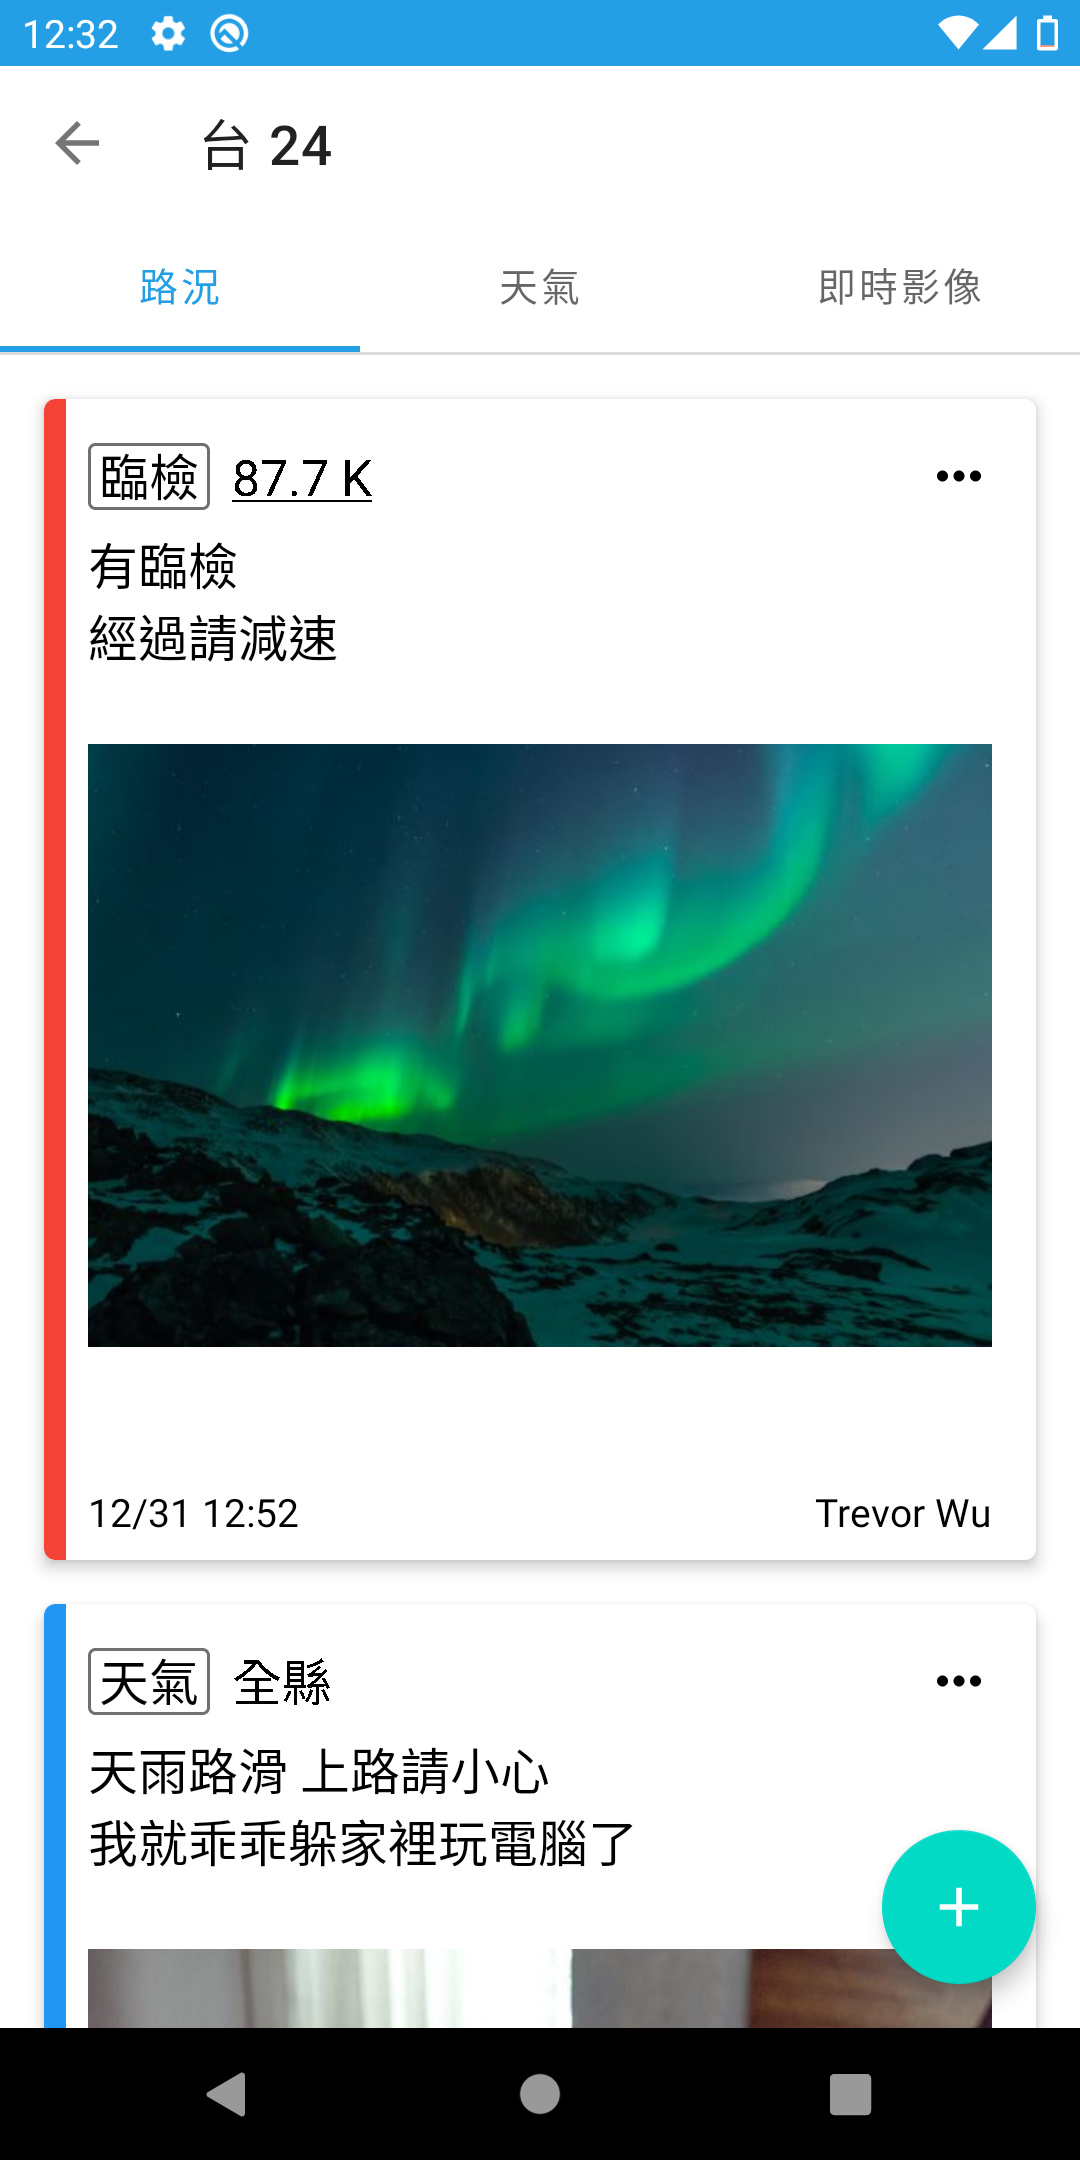 12:32
台 24
路況
天氣
即時影像
臨檢 87.7 K
有臨檢
經過請減速
12/31 12:52
Trevor Wu
天氣 全縣
天雨路滑 上路請小心
我就乖乖躲家裡玩電腦了